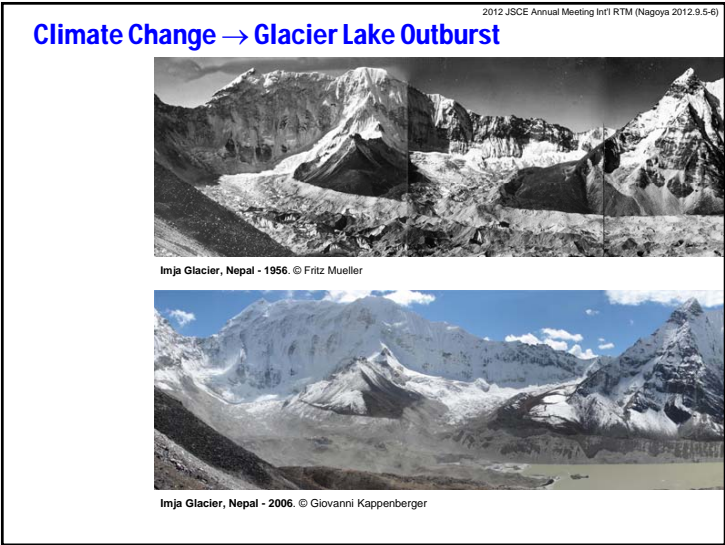 2012 JSCE Annual Meeting Int'l RTM (Nagoya 2012.9.5-6)
Climate Change → Glacier Lake Outburst
Imja Glacier, Nepal - 1956. © Fritz Mueller
Imja Glacier, Nepal - 2006. © Giovanni Kappenberger